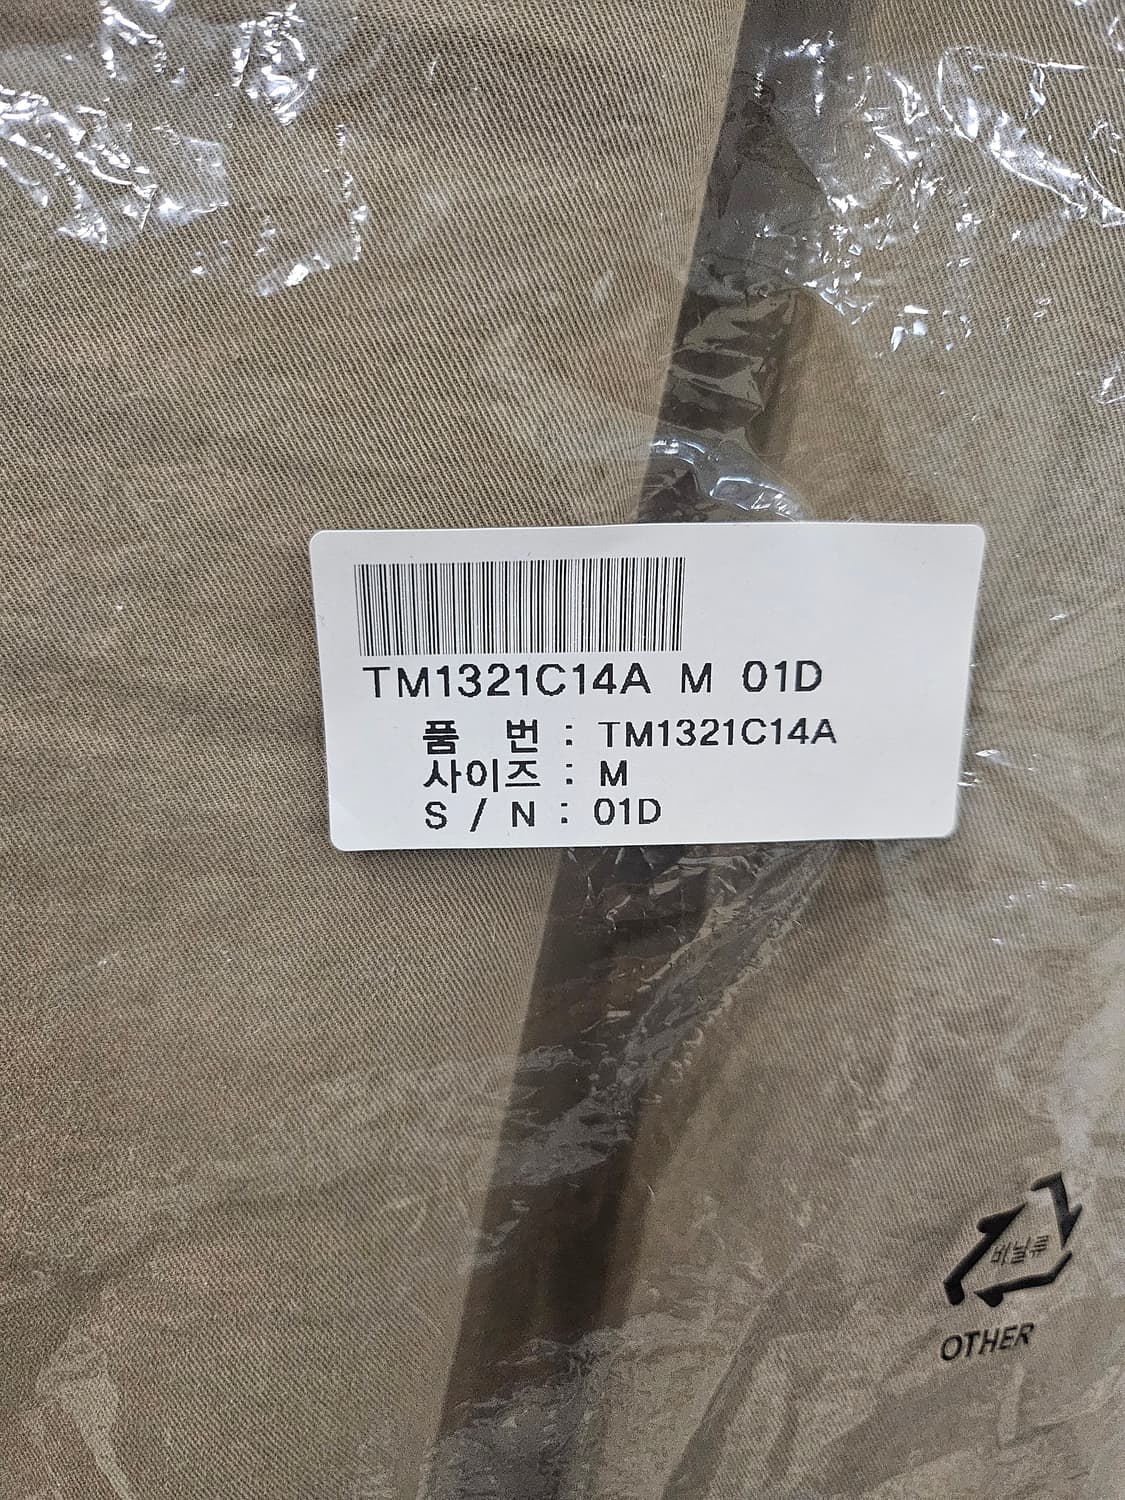 TM1321C14A M 01D
품 번 : TM1321C14A
사이즈 : M
S / N : 01D
비닐류
OTHER